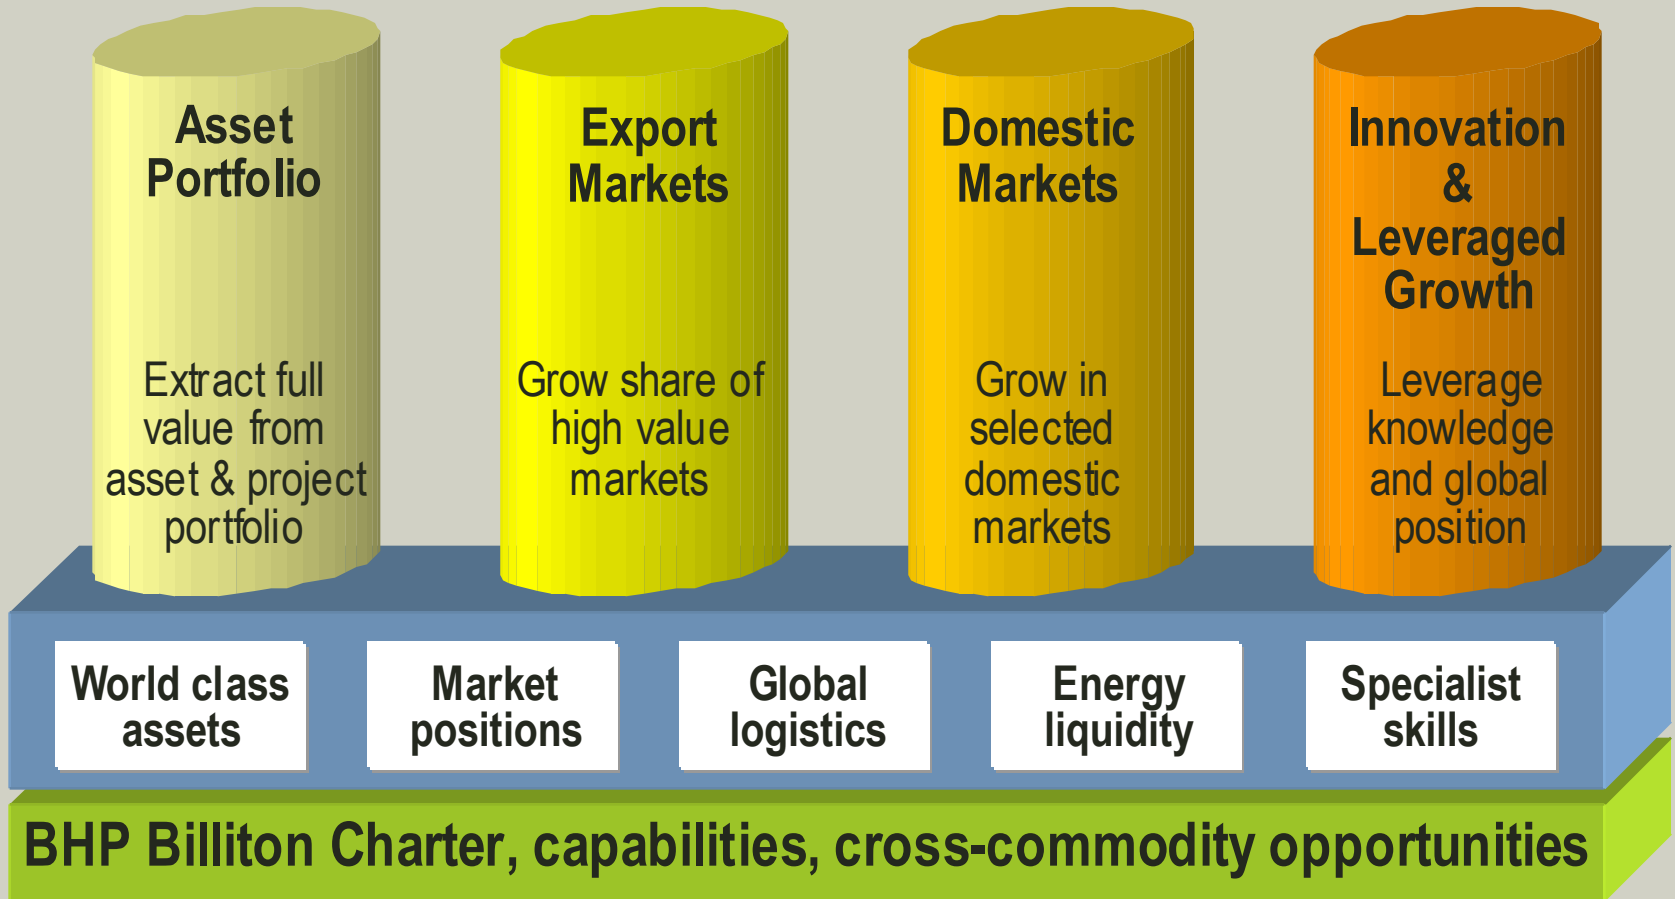 Asset
Portfolio
Extract full
value from
asset & project
portfolio
Export
Markets
Grow share of
high value
markets
Domestic
Markets
Grow in
selected
domestic
markets
Innovation
&
Leveraged
Growth
Leverage
knowledge
and global
position
World class
assets
Market
positions
Global
logistics
Energy
liquidity
Specialist
skills
BHP Billiton Charter, capabilities, cross-commodity opportunities